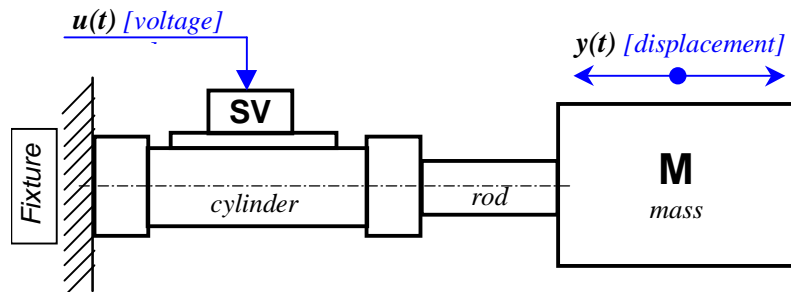 u(t) [voltage]
y(t) [displacement]
SV
Fixture
cylinder
rod
M
mass